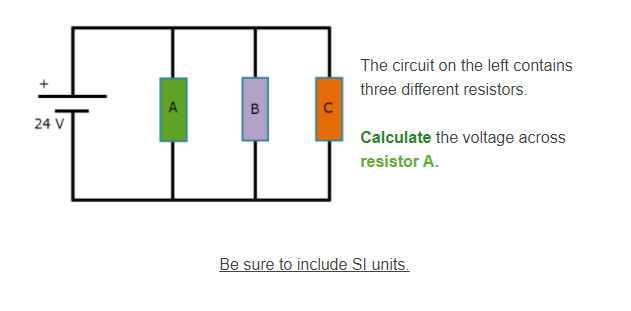 The circuit on the left contains
three different resistors.
+
24 V
A
B
C
Calculate the voltage across
resistor A.
Be sure to include SI units.